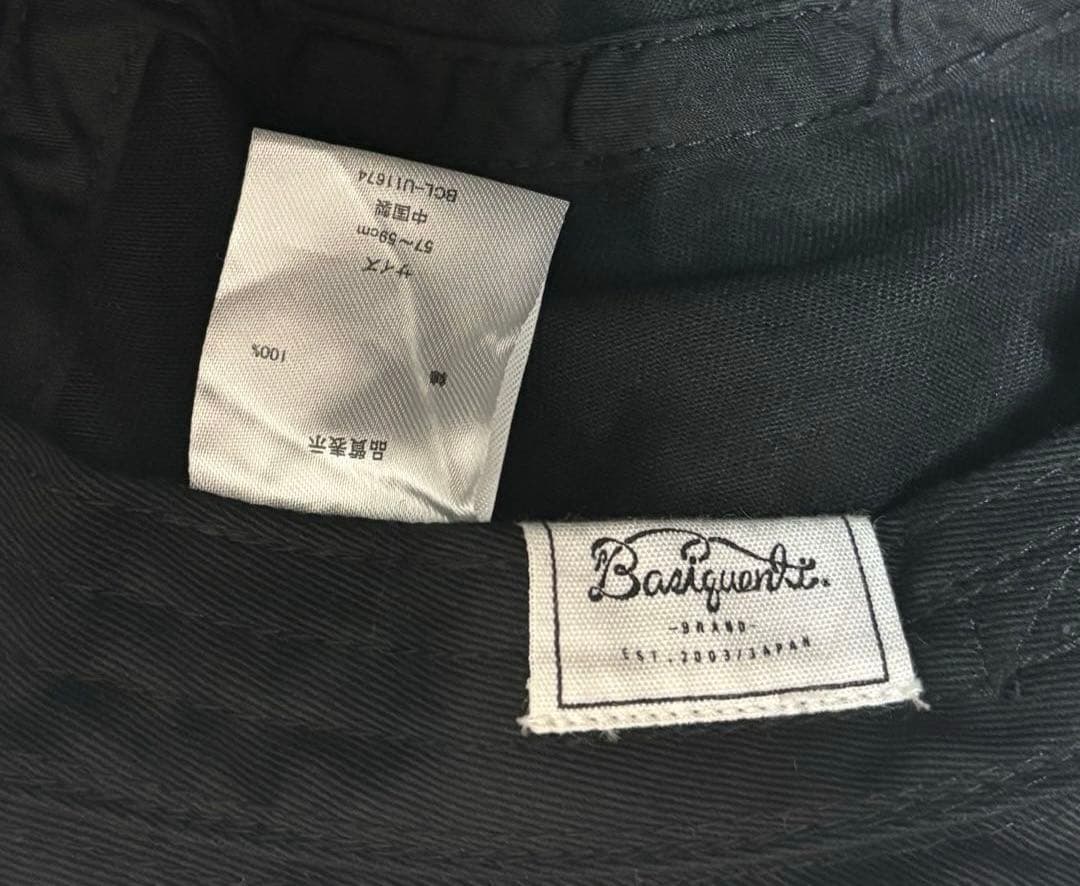 品質表示
綿 100%
サイズ
57～59cm
中国製
BCL-U111674
Basiquenti.
-BRAND-
EST.2003/JAPAN